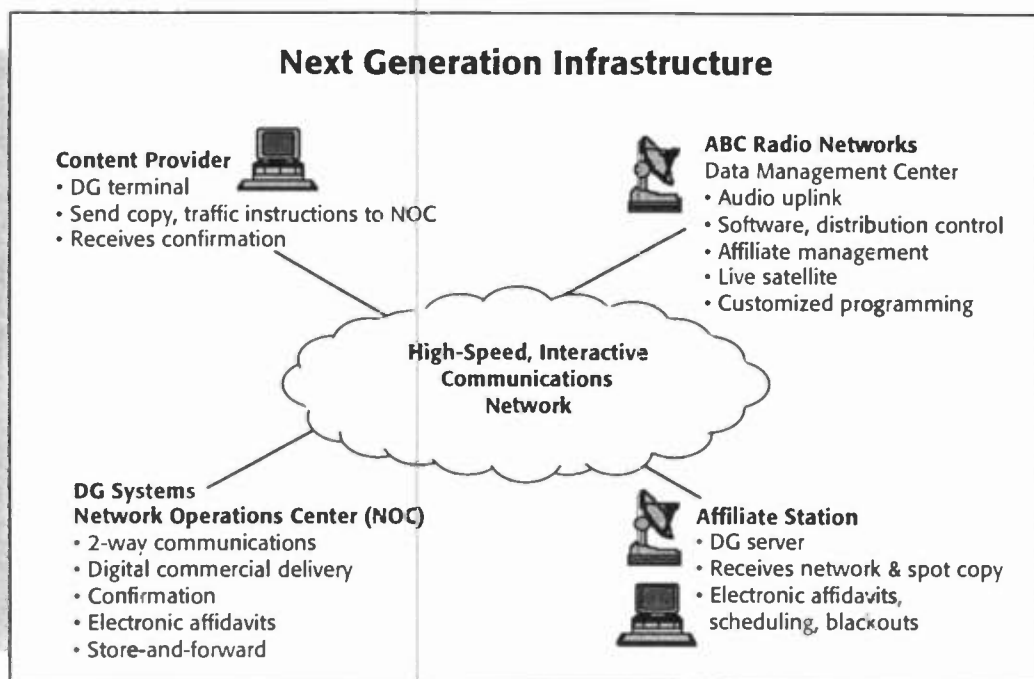 Next Generation Infrastructure
Content Provider
• DG terminal
• Send copy, traffic instructions to NOC
• Receives confirmation
ABC Radio Networks
Data Management Center
• Audio uplink
• Software, distribution control
• Affiliate management
• Live satellite
• Customized programming
High-Speed, Interactive
Communications
Network
DG Systems
Network Operations Center (NOC)
• 2-way communications
• Digital commercial delivery
• Confirmation
• Electronic affidavits
• Store-and-forward
Affiliate Station
• DG server
• Receives network & spot copy
• Electronic affidavits,
scheduling, blackouts